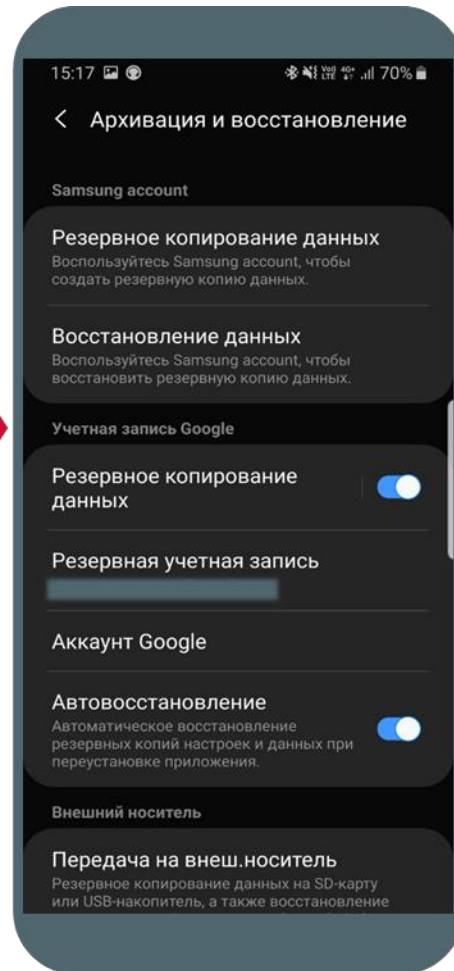 15:17 VoD LTE 4G+ 70%
Архивация и восстановление
Samsung account
Резервное копирование данных
Воспользуйтесь Samsung account, чтобы
создать резервную копию данных.
Восстановление данных
Воспользуйтесь Samsung account, чтобы
восстановить резервную копию данных.
Учетная запись Google
Резервное копирование
данных
Резервная учетная запись
Аккаунт Google
Автовосстановление
Автоматическое восстановление
резервных копий настроек и данных при
переустановке приложения.
Внешний носитель
Передача на внеш.носитель
Резервное копирование данных на SD-карту
или USB-накопитель, а также восстановление